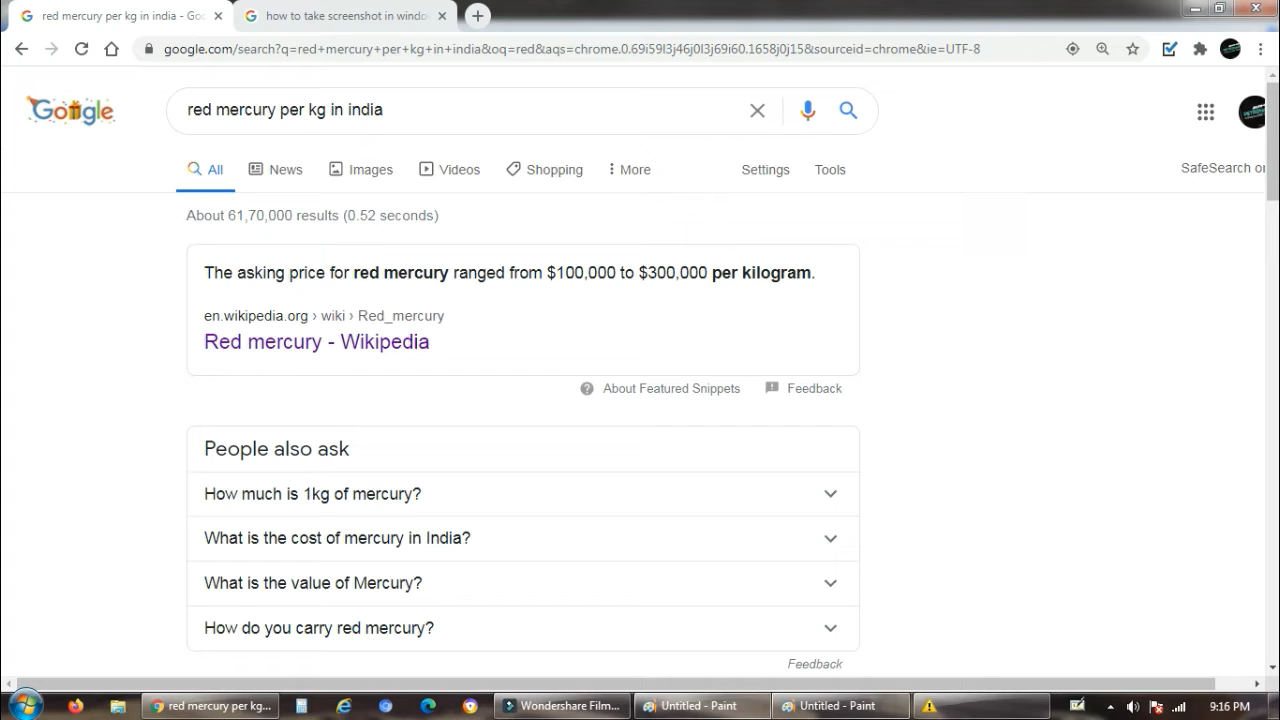 red mercury per kg in india - Goo
how to take screenshot in windo
google.com/search?q=red+mercury+per+kg+in+india&oq=red&aqs=chrome.0.69i59l3j46j0l3j69i60.1658j0j15&sourceid=chrome&ie=UTF-8
Google
red mercury per kg in india
All News Images Videos Shopping More Settings Tools
SafeSearch on
About 61,70,000 results (0.52 seconds)
The asking price for red mercury ranged from $100,000 to $300,000 per kilogram.
en.wikipedia.org › wiki › Red_mercury
Red mercury - Wikipedia
About Featured Snippets Feedback
People also ask
How much is 1kg of mercury?
What is the cost of mercury in India?
What is the value of Mercury?
How do you carry red mercury?
Feedback
red mercury per kg... Wondershare Film... Untitled - Paint Untitled - Paint 9:16 PM